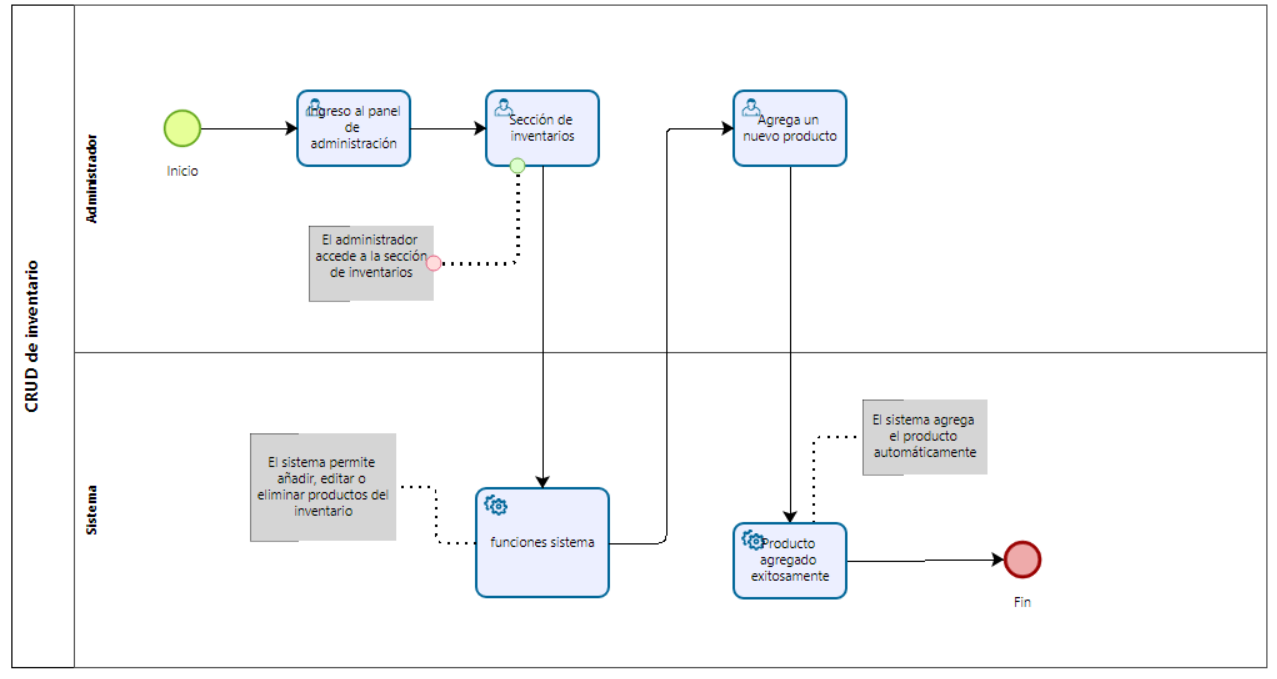 CRUD de inventario
Administrador
Inicio
Ingreso al panel
de
administración
Sección de
inventarios
Agrega un
nuevo producto
El administrador
accede a la sección
de inventarios
Sistema
El sistema permite
añadir, editar o
eliminar productos del
inventario
funciones sistema
El sistema agrega
el producto
automáticamente
Producto
agregado
exitosamente
Fin